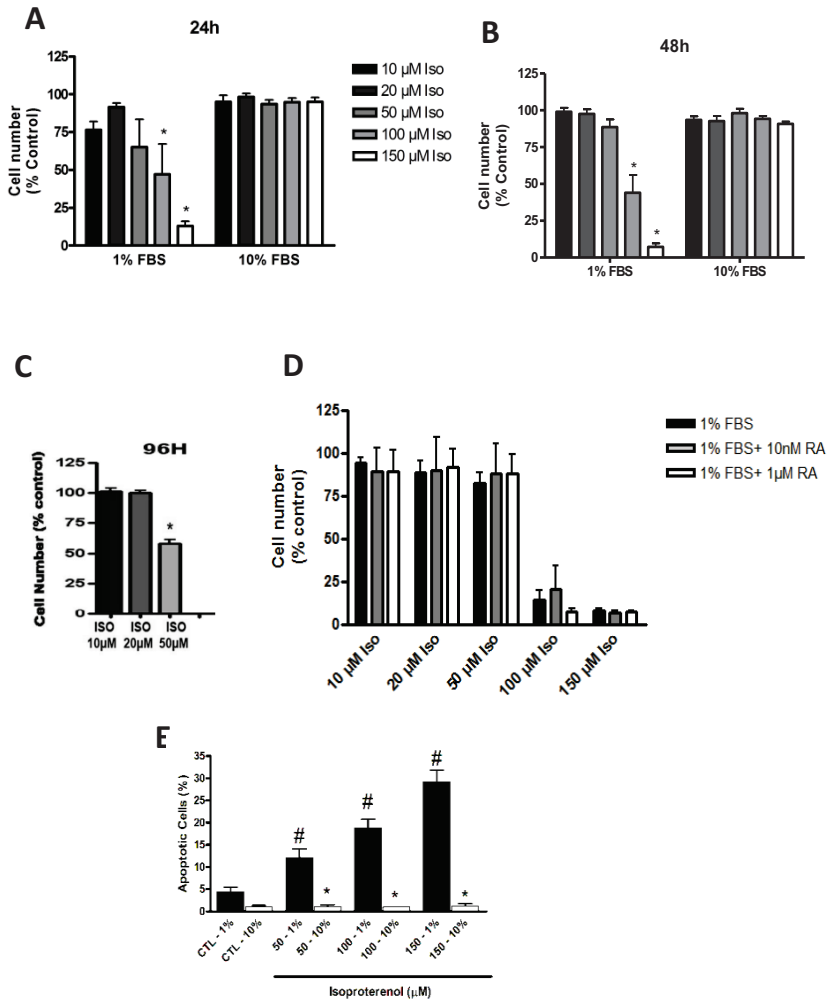 A
24h
125
100
75
50
25
0
Cell number
(% Control)
*
*
1% FBS
10% FBS
10 µM Iso
20 µM Iso
50 µM Iso
100 µM Iso
150 µM Iso
B
48h
125
100
75
50
25
0
Cell number
(% Control)
*
*
1% FBS
10% FBS
C
96H
125
100
75
50
25
0
Cell Number (% control)
*
ISO ISO ISO
10µM 20µM 50µM
D
125
100
75
50
25
0
Cell number
(% control)
10 µM Iso
20 µM Iso
50 µM Iso
100 µM Iso
150 µM Iso
1% FBS
1% FBS+ 10nM RA
1% FBS+ 1µM RA
E
35
30
25
20
15
10
5
0
Apoptotic Cells (%)
#
#
#
*
*
*
CTL - 1%
CTL - 10%
50 - 1%
50 - 10%
100 - 1%
100 - 10%
150 - 1%
150 - 10%
Isoproterenol (µM)